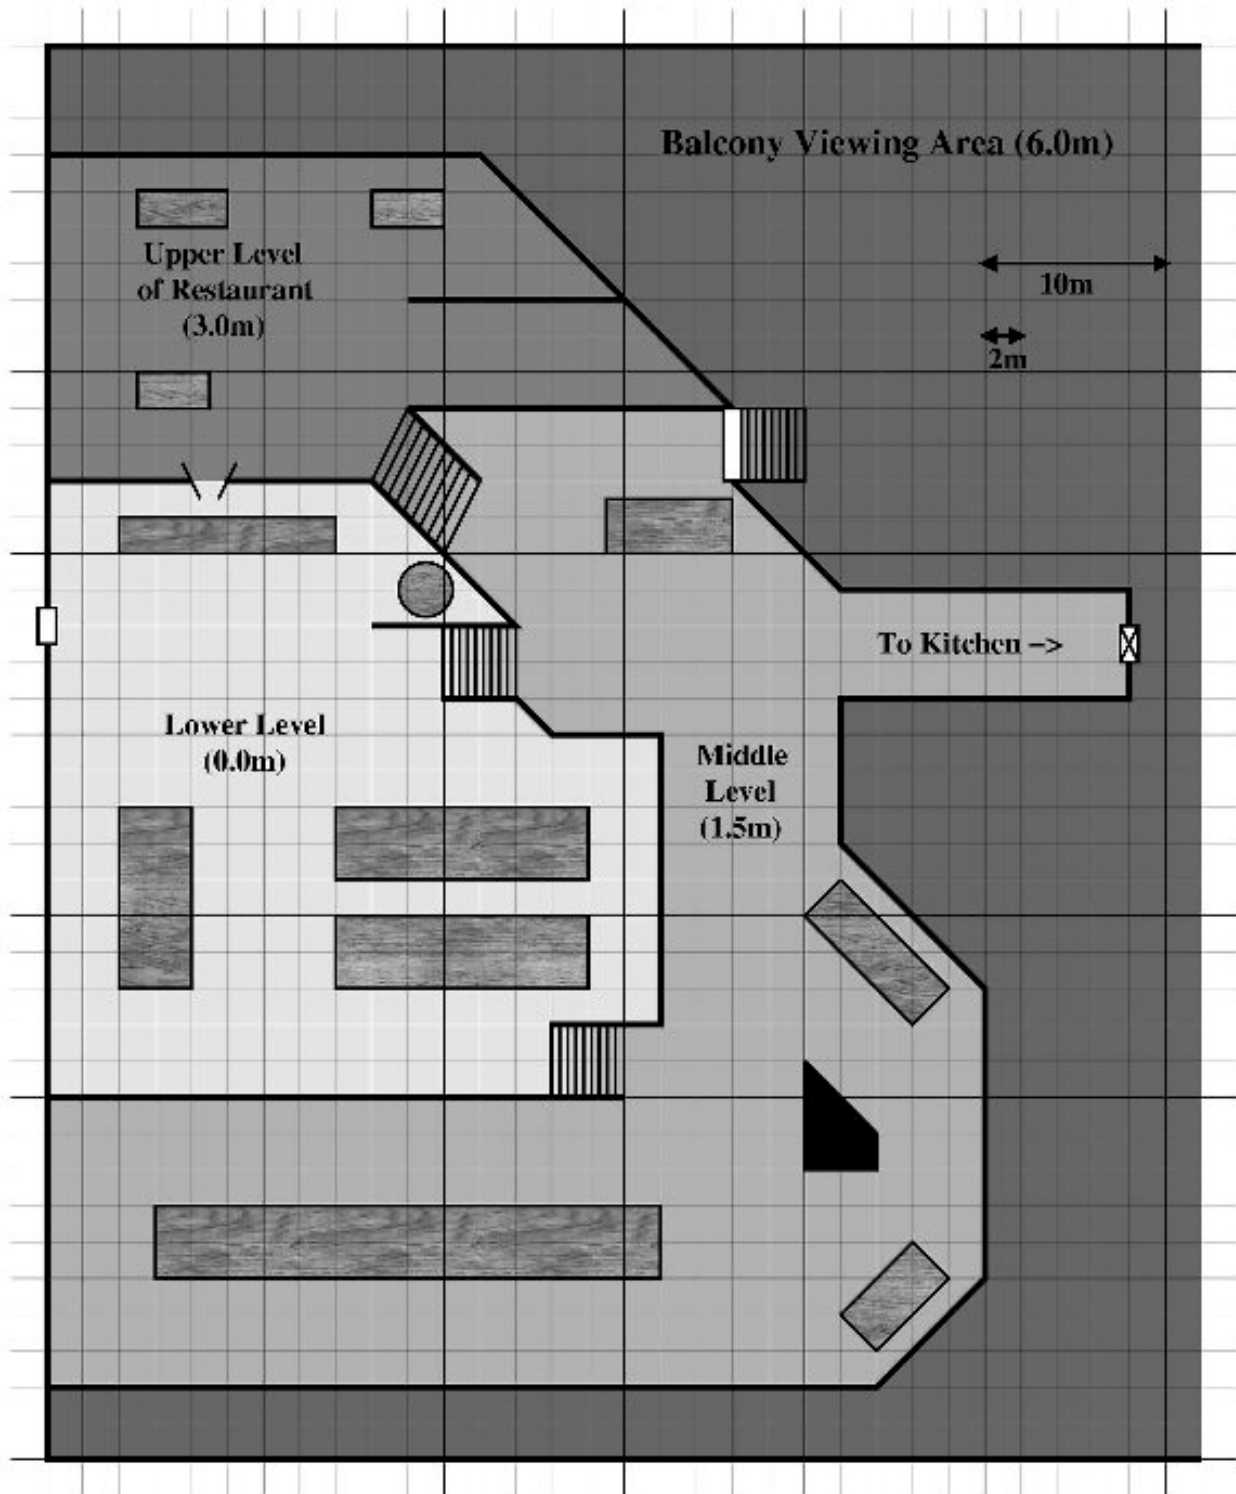 Balcony Viewing Area (6.0m)
Upper Level
of Restaurant
(3.0m)
10m
2m
To Kitchen −>
Lower Level
(0.0m)
Middle
Level
(1.5m)